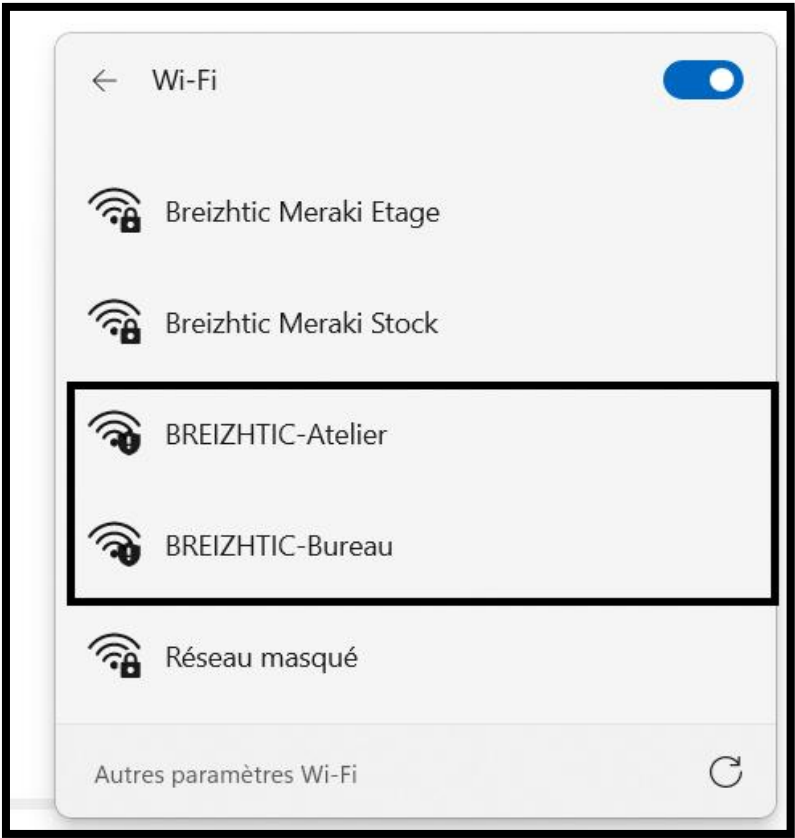 Wi-Fi
Breizhtic Meraki Etage
Breizhtic Meraki Stock
BREIZHTIC-Atelier
BREIZHTIC-Bureau
Réseau masqué
Autres paramètres Wi-Fi